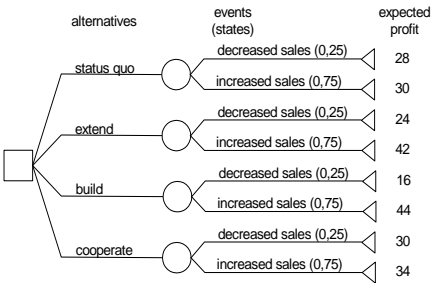 alternatives
events
(states)
expected
profit
status quo
decreased sales (0,25)
28
increased sales (0,75)
30
extend
decreased sales (0,25)
24
increased sales (0,75)
42
build
decreased sales (0,25)
16
increased sales (0,75)
44
cooperate
decreased sales (0,25)
30
increased sales (0,75)
34